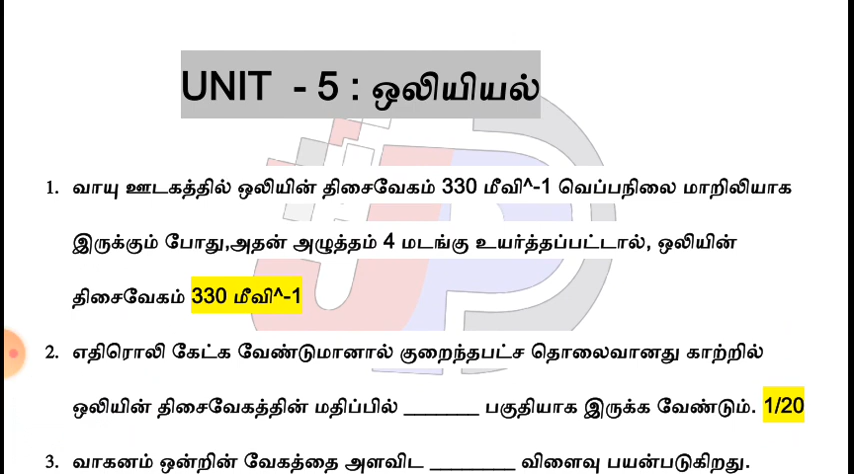 UNIT - 5 : ஒலியியல்
1. வாயு ஊடகத்தில் ஒலியின் திசைவேகம் 330 மீவி^-1 வெப்பநிலை மாறிலியாக
இருக்கும் போது,அதன் அழுத்தம் 4 மடங்கு உயர்த்தப்பட்டால், ஒலியின்
திசைவேகம் 330 மீவி^-1
2. எதிரொலி கேட்க வேண்டுமானால் குறைந்தபட்ச தொலைவானது காற்றில்
ஒலியின் திசைவேகத்தின் மதிப்பில் ________ பகுதியாக இருக்க வேண்டும். 1/20
3. வாகனம் ஒன்றின் வேகத்தை அளவிட _________ விளைவு பயன்படுகிறது.